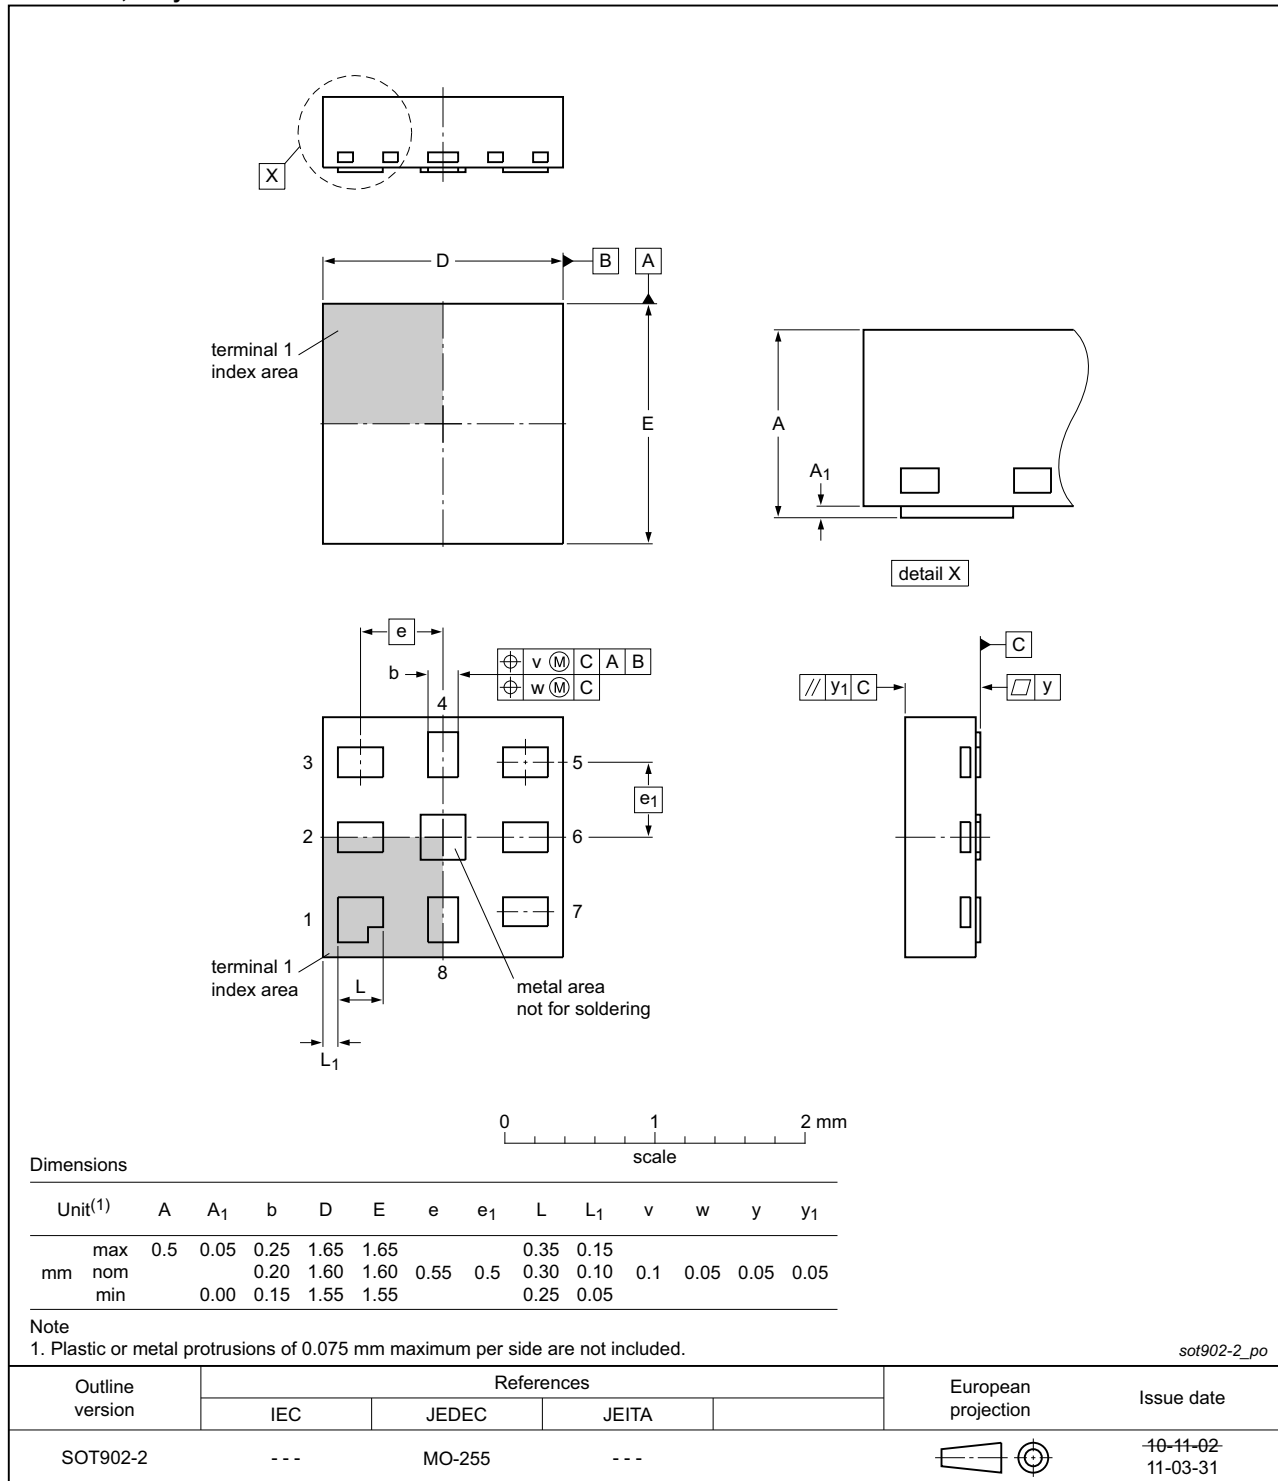 X
D
B
A
terminal 1
index area
E
A
A1
detail X
e
b
v M C A B
w M C
4
3
5
e1
2
6
1
7
terminal 1
index area
L
8
metal area
not for soldering
L1
C
// y1 C
y
0 1 2 mm
scale
Dimensions
Unit(1) A A1 b D E e e1 L L1 v w y y1
max 0.5 0.05 0.25 1.65 1.65 0.35 0.15
mm nom 0.20 1.60 1.60 0.55 0.5 0.30 0.10 0.1 0.05 0.05 0.05
min 0.00 0.15 1.55 1.55 0.25 0.05
Note
1. Plastic or metal protrusions of 0.075 mm maximum per side are not included.
sot902-2_po
Outline
version
References
IEC JEDEC JEITA
European
projection
Issue date
SOT902-2 - - - MO-255 - - -
10-11-02
11-03-31